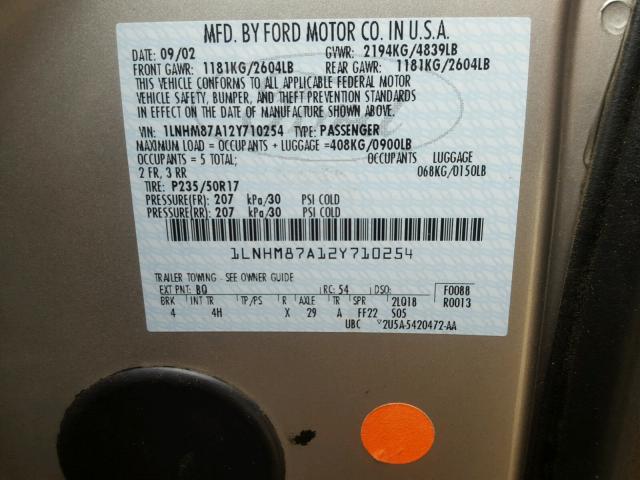 MFD. BY FORD MOTOR CO. IN U.S.A.
DATE: 09/02 GVWR: 2194KG/4839LB
FRONT GAWR: 1181KG/2604LB REAR GAWR: 1181KG/2604LB
THIS VEHICLE CONFORMS TO ALL APPLICABLE FEDERAL MOTOR
VEHICLE SAFETY, BUMPER, AND THEFT PREVENTION STANDARDS
IN EFFECT ON THE DATE OF MANUFACTURE SHOWN ABOVE.
VIN: 1LNHM87A12Y710254 TYPE: PASSENGER
MAXIMUM LOAD = OCCUPANTS + LUGGAGE =408KG/0900LB
OCCUPANTS = 5 TOTAL; OCCUPANTS LUGGAGE
2 FR, 3 RR 068KG/0150LB
TIRE: P235/50R17
PRESSURE(FR): 207 kPa/30 PSI COLD
PRESSURE(RR): 207 kPa/30 PSI COLD
1LNHM87A12Y710254
TRAILER TOWING - SEE OWNER GUIDE
EXT PNT: BQ RC: 54 DSO: F0088
BRK INT TR TP/PS R AXLE TR SPR 2LQ18 R0013
4 4H X 29 A FF22 S05
UBC V2U5A-5420472-AA